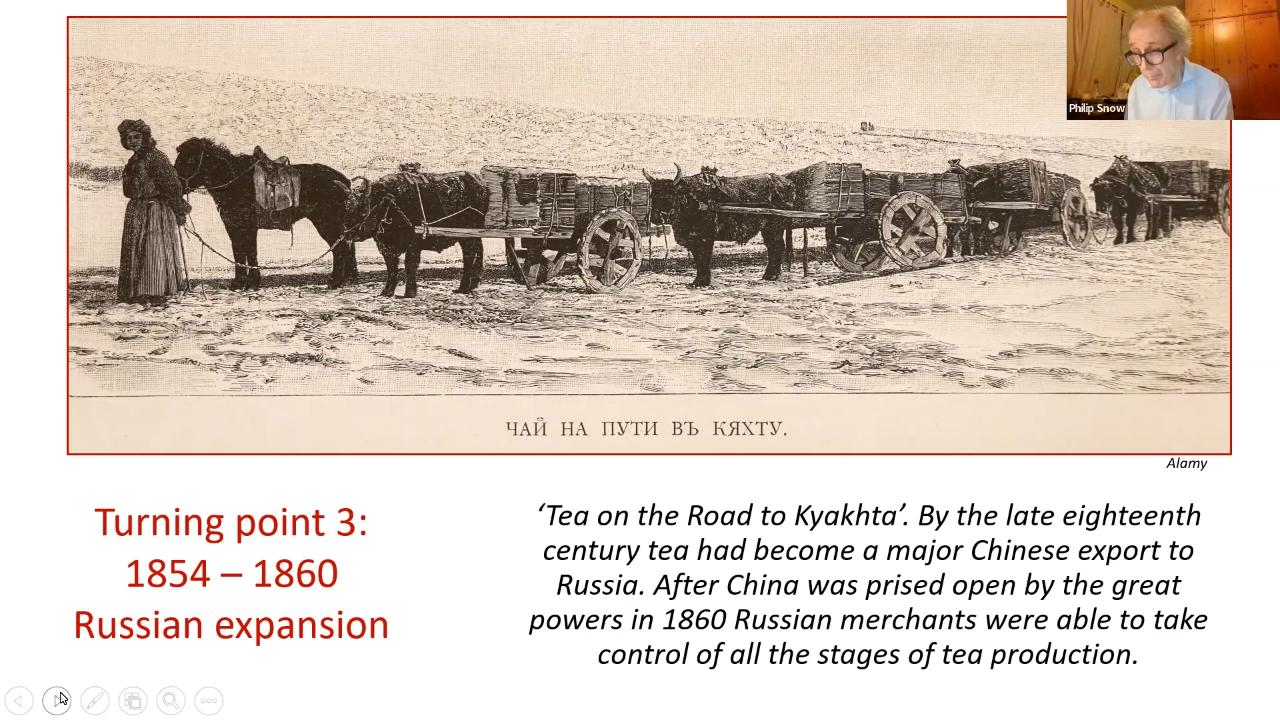 Philip Snow
ЧАЙ НА ПУТИ ВЪ КЯХТУ.
Alamy
Turning point 3:
1854 – 1860
Russian expansion
‘Tea on the Road to Kyakhta’. By the late eighteenth
century tea had become a major Chinese export to
Russia. After China was prised open by the great
powers in 1860 Russian merchants were able to take
control of all the stages of tea production.